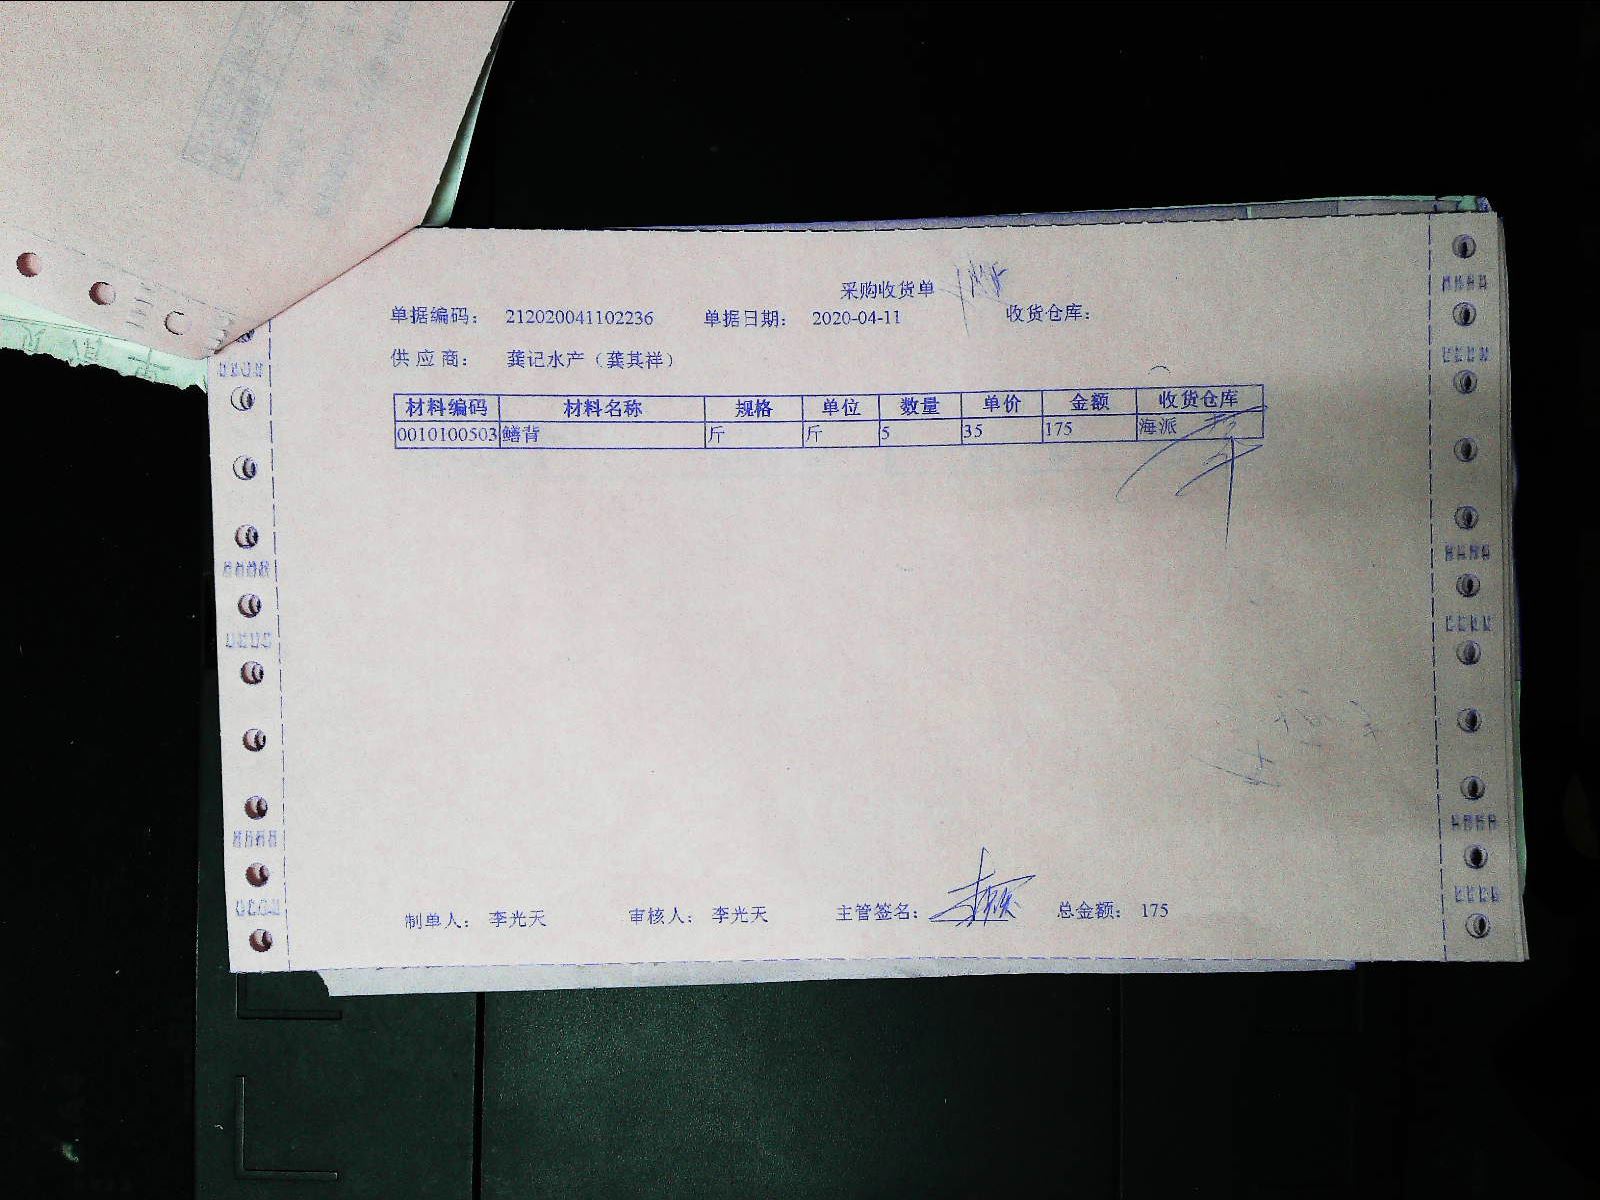 采购收货单
单据编码： 212020041102236 单据日期： 2020-04-11 收货仓库：
供应商： 龚记水产（龚其祥）
材料编码 材料名称 规格 单位 数量 单价 金额 收货仓库
0010100503 鳝背 斤 斤 5 35 175 海派
制单人： 李光天 审核人： 李光天 主管签名： 总金额： 175